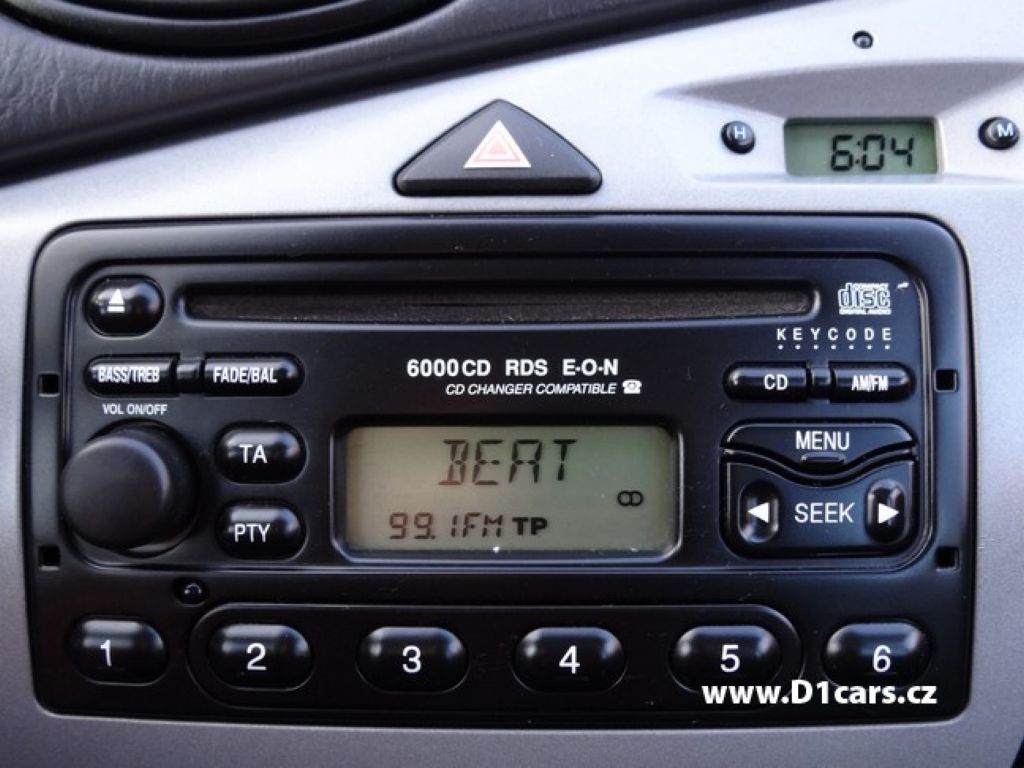 H 6:04 M
COMPACT
disc
DIGITAL AUDIO
KEYCODE
6000CD RDS E·O·N
CD CHANGER COMPATIBLE
BASS/TREB FADE/BAL
CD AM/FM
VOL ON/OFF
TA
BEAT
MENU
PTY
99.1FM TP
SEEK
1 2 3 4 5 6
www.D1cars.cz